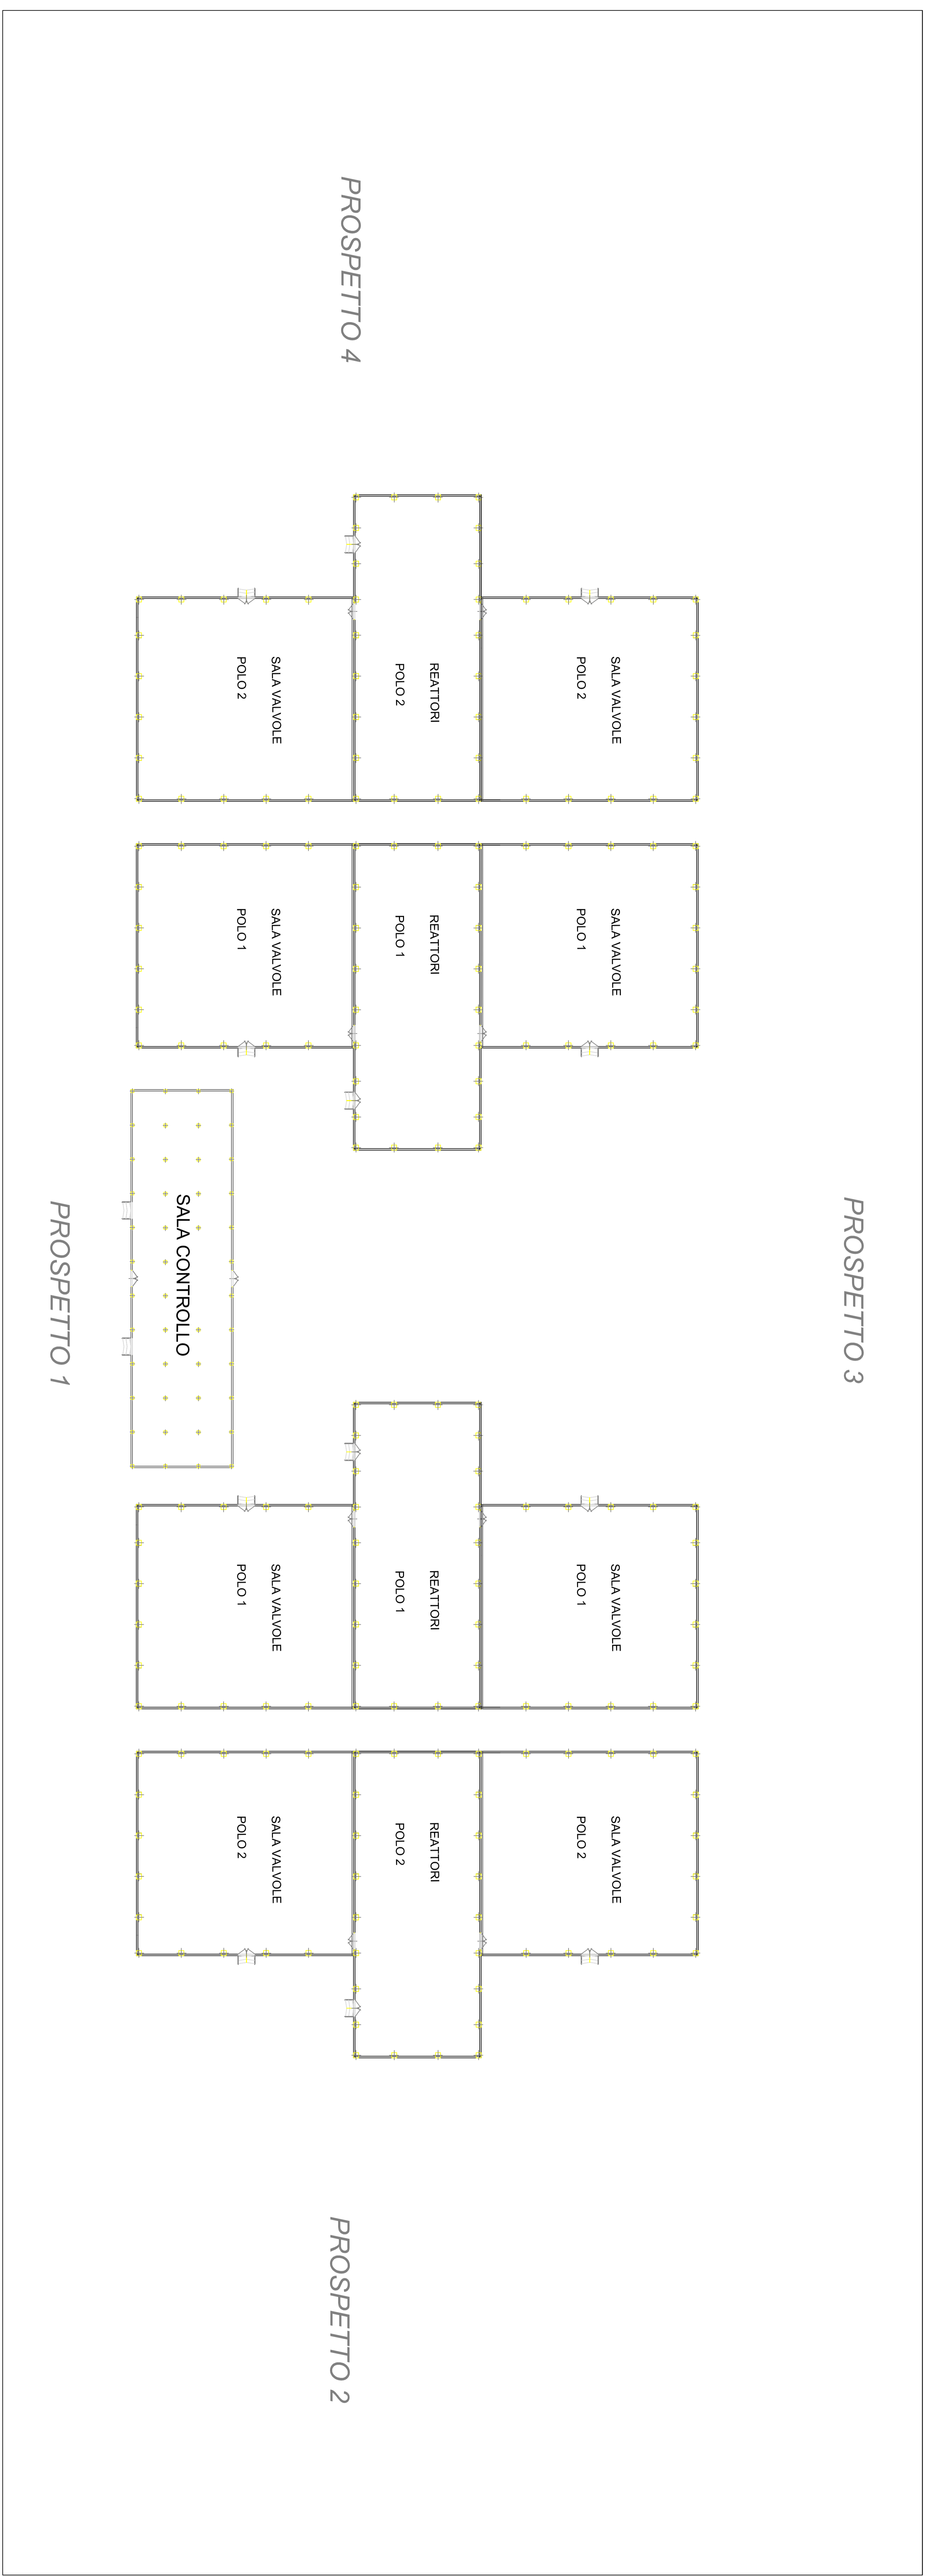 PROSPETTO 3
SALA VALVOLE
POLO 2
SALA VALVOLE
POLO 1
SALA VALVOLE
POLO 1
SALA VALVOLE
POLO 2
REATTORI
POLO 2
REATTORI
POLO 1
REATTORI
POLO 1
REATTORI
POLO 2
PROSPETTO 4
PROSPETTO 2
SALA VALVOLE
POLO 2
SALA VALVOLE
POLO 1
SALA VALVOLE
POLO 1
SALA VALVOLE
POLO 2
SALA CONTROLLO
PROSPETTO 1